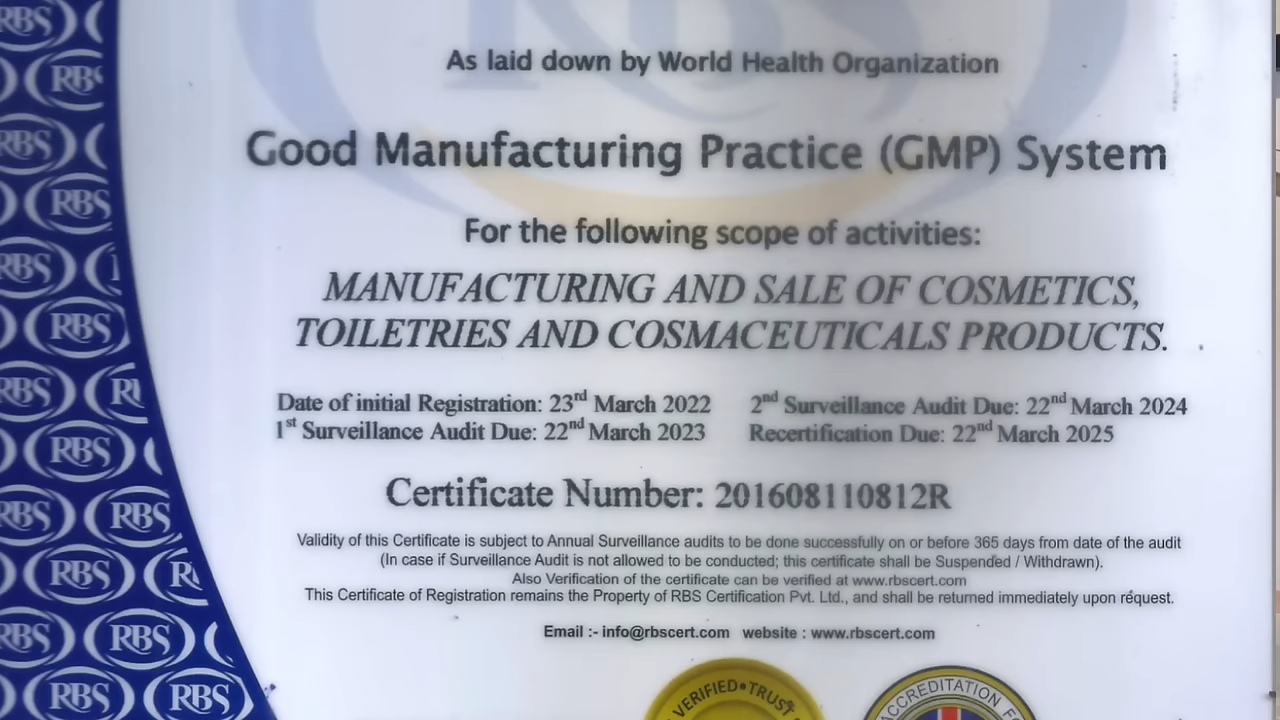 As laid down by World Health Organization
Good Manufacturing Practice (GMP) System
For the following scope of activities:
MANUFACTURING AND SALE OF COSMETICS,
TOILETRIES AND COSMACEUTICALS PRODUCTS.
Date of initial Registration: 23rd March 2022 2nd Surveillance Audit Due: 22nd March 2024
1st Surveillance Audit Due: 22nd March 2023 Recertification Due: 22nd March 2025
Certificate Number: 201608110812R
Validity of this Certificate is subject to Annual Surveillance audits to be done successfully on or before 365 days from date of the audit
(In case if Surveillance Audit is not allowed to be conducted; this certificate shall be Suspended / Withdrawn).
Also Verification of the certificate can be verified at www.rbscert.com
This Certificate of Registration remains the Property of RBS Certification Pvt. Ltd., and shall be returned immediately upon request.
Email :- info@rbscert.com website : www.rbscert.com
VERIFIED • TRUST
ACCREDITATION
RBS